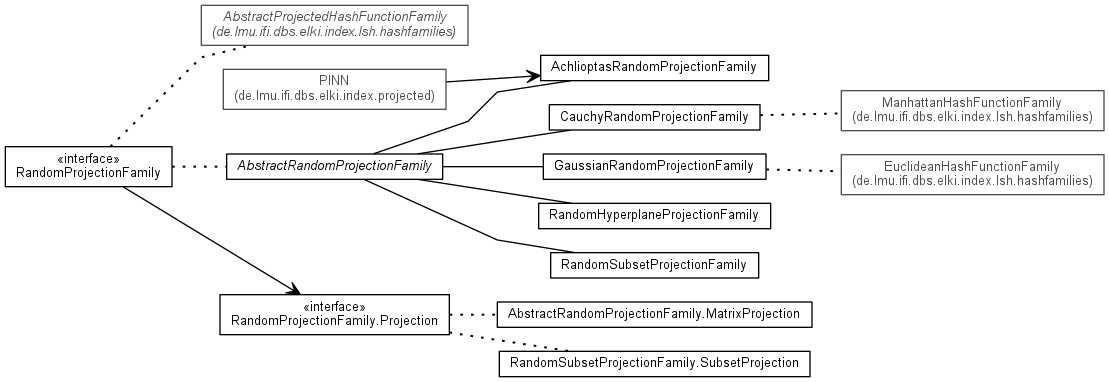 AbstractProjectedHashFunctionFamily
(de.lmu.ifi.dbs.elki.index.lsh.hashfamilies)
PINN
(de.lmu.ifi.dbs.elki.index.projected)
AchlioptasRandomProjectionFamily
CauchyRandomProjectionFamily
ManhattanHashFunctionFamily
(de.lmu.ifi.dbs.elki.index.lsh.hashfamilies)
«interface»
RandomProjectionFamily
AbstractRandomProjectionFamily
GaussianRandomProjectionFamily
EuclideanHashFunctionFamily
(de.lmu.ifi.dbs.elki.index.lsh.hashfamilies)
RandomHyperplaneProjectionFamily
RandomSubsetProjectionFamily
«interface»
RandomProjectionFamily.Projection
AbstractRandomProjectionFamily.MatrixProjection
RandomSubsetProjectionFamily.SubsetProjection